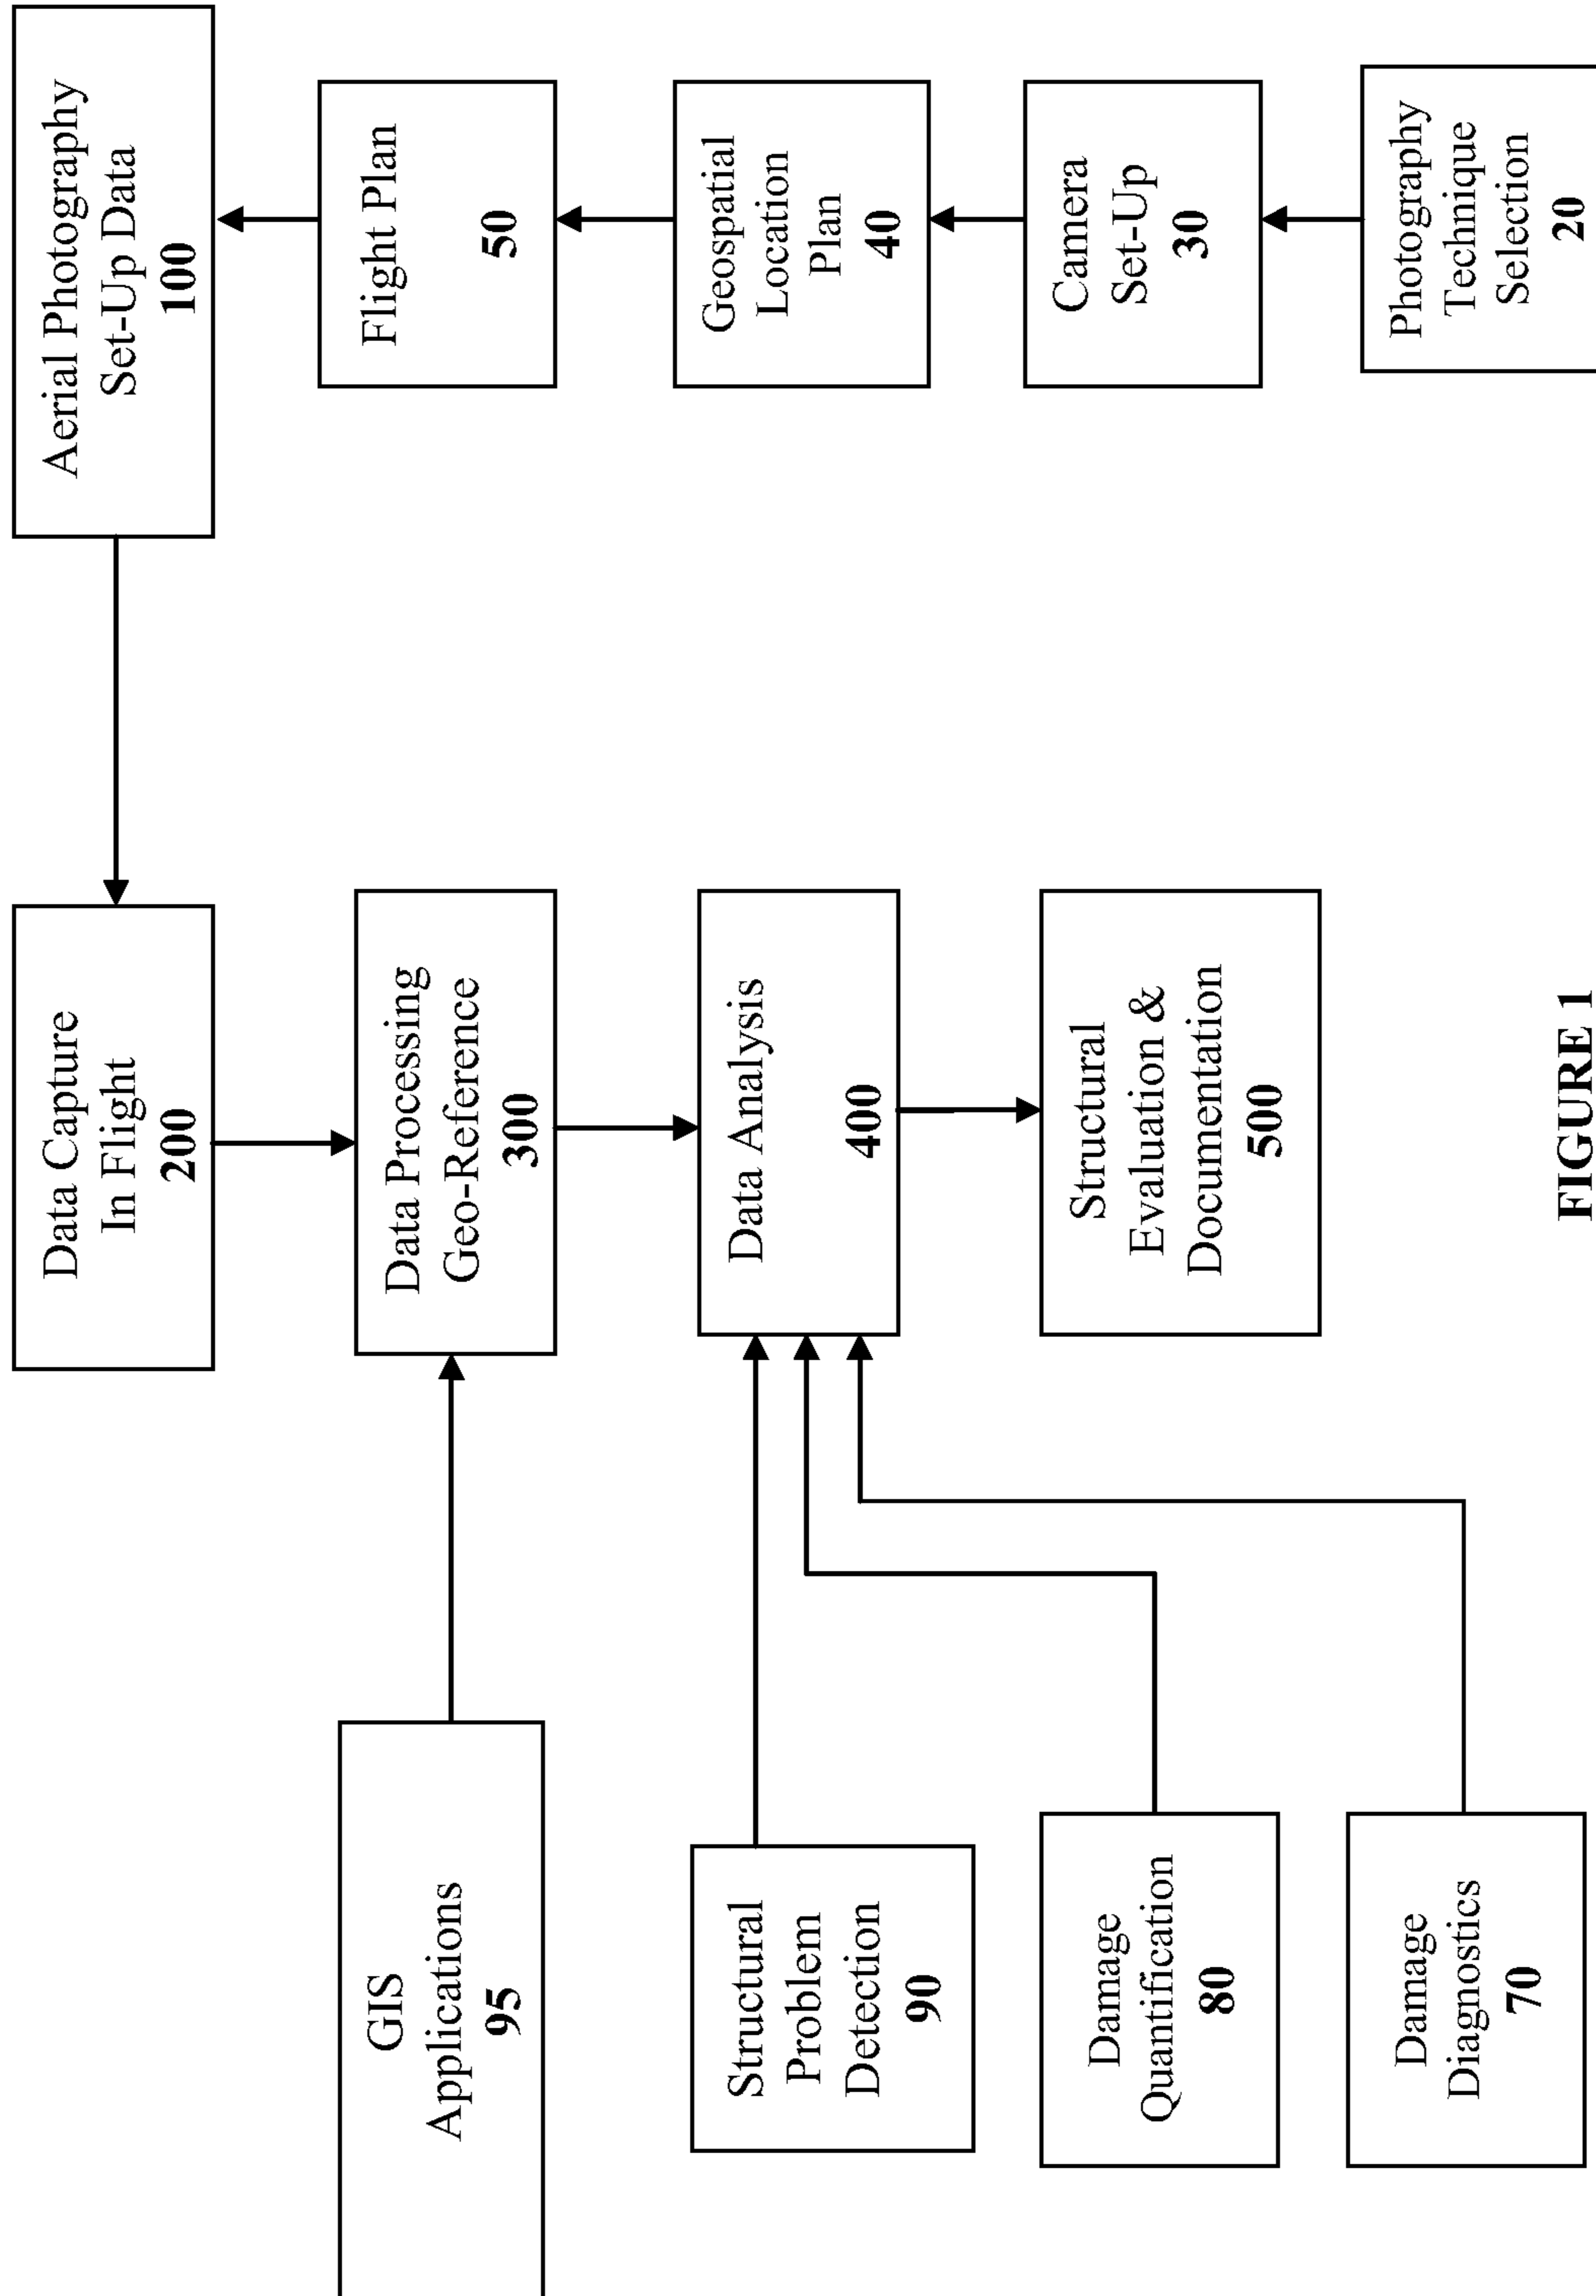 Aerial Photography
Set-Up Data
100
Flight Plan
50
Geospatial
Location
Plan
40
Camera
Set-Up
30
Photography
Technique
Selection
20
Data Capture
In Flight
200
Data Processing
Geo-Reference
300
Data Analysis
400
Structural
Evaluation &
Documentation
500
GIS
Applications
95
Structural
Problem
Detection
90
Damage
Quantification
80
Damage
Diagnostics
70
FIGURE 1